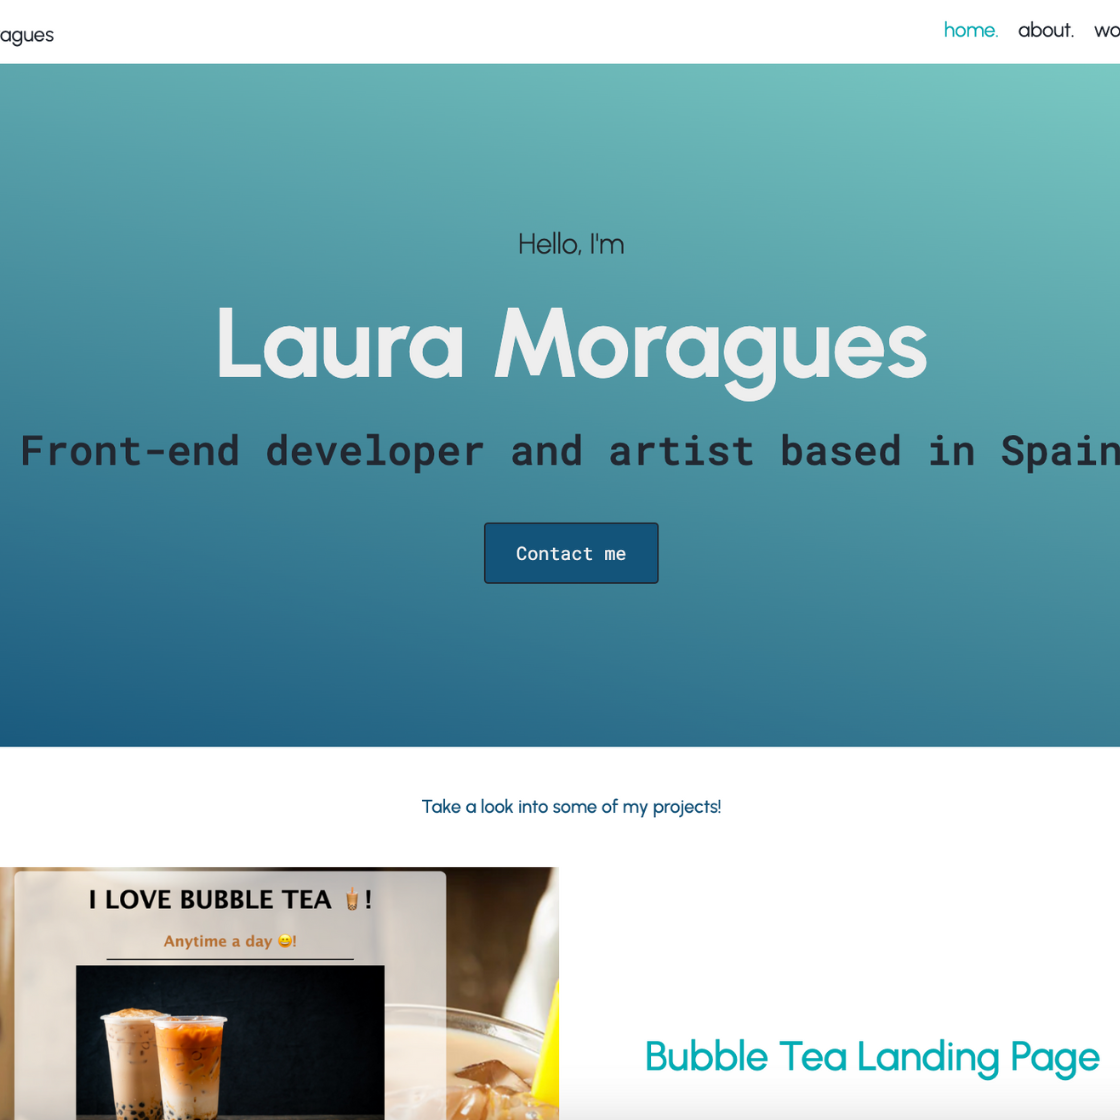 agues
home. about. wo
Hello, I'm
Laura Moragues
Front-end developer and artist based in Spain
Contact me
Take a look into some of my projects!
I LOVE BUBBLE TEA 🧋!
Anytime a day 😄!
Bubble Tea Landing Page